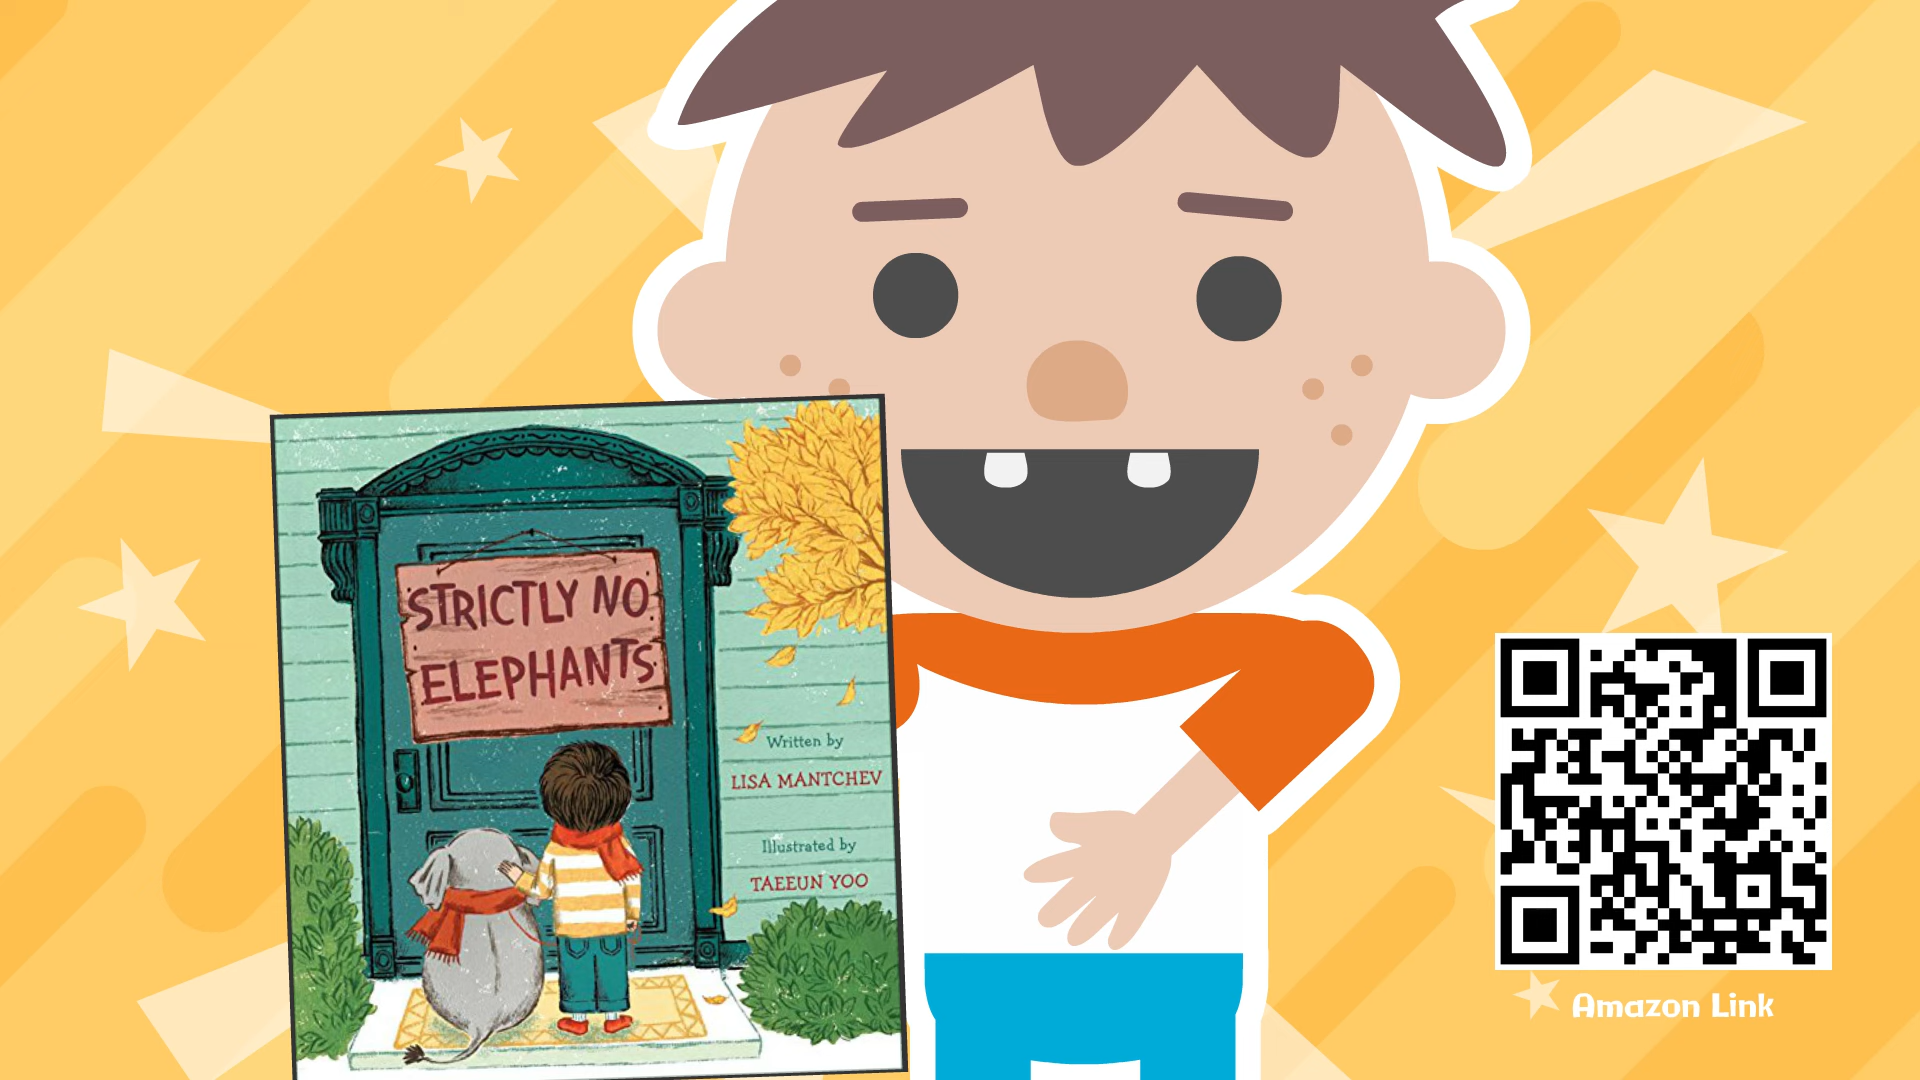 STRICTLY NO
ELEPHANTS
Written by
LISA MANTCHEV
Illustrated by
TAEEUN YOO
Amazon Link